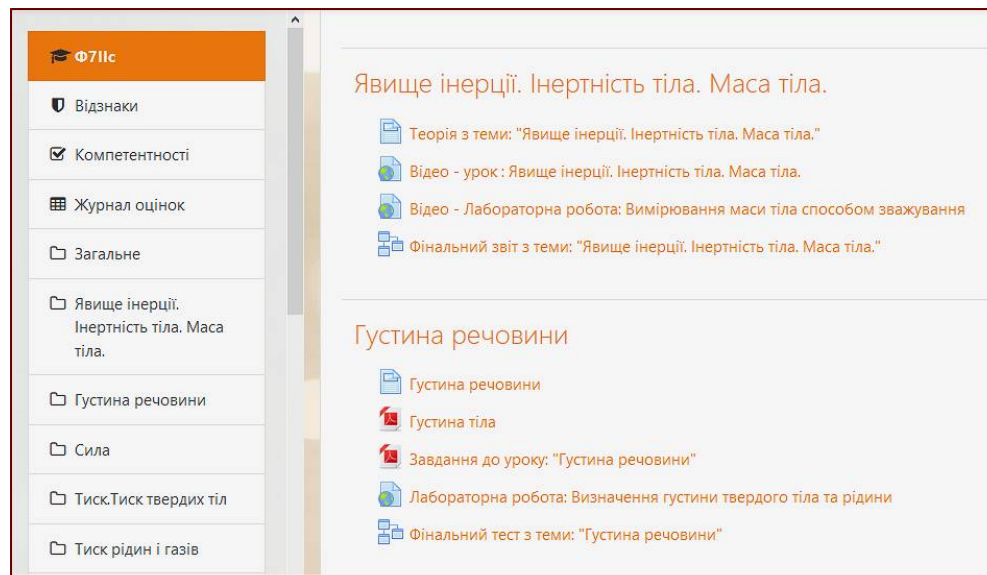 Ф7ІІс
Відзнаки
Компетентності
Журнал оцінок
Загальне
Явище інерції.
Інертність тіла. Маса
тіла.
Густина речовини
Сила
Тиск.Тиск твердих тіл
Тиск рідин і газів
Явище інерції. Інертність тіла. Маса тіла.
Теорія з теми: "Явище інерції. Інертність тіла. Маса тіла."
Відео - урок : Явище інерції. Інертність тіла. Маса тіла.
Відео - Лабораторна робота: Вимірювання маси тіла способом зважування
Фінальний звіт з теми: "Явище інерції. Інертність тіла. Маса тіла."
Густина речовини
Густина речовини
Густина тіла
Завдання до уроку: "Густина речовини"
Лабораторна робота: Визначення густини твердого тіла та рідини
Фінальний тест з теми: "Густина речовини"